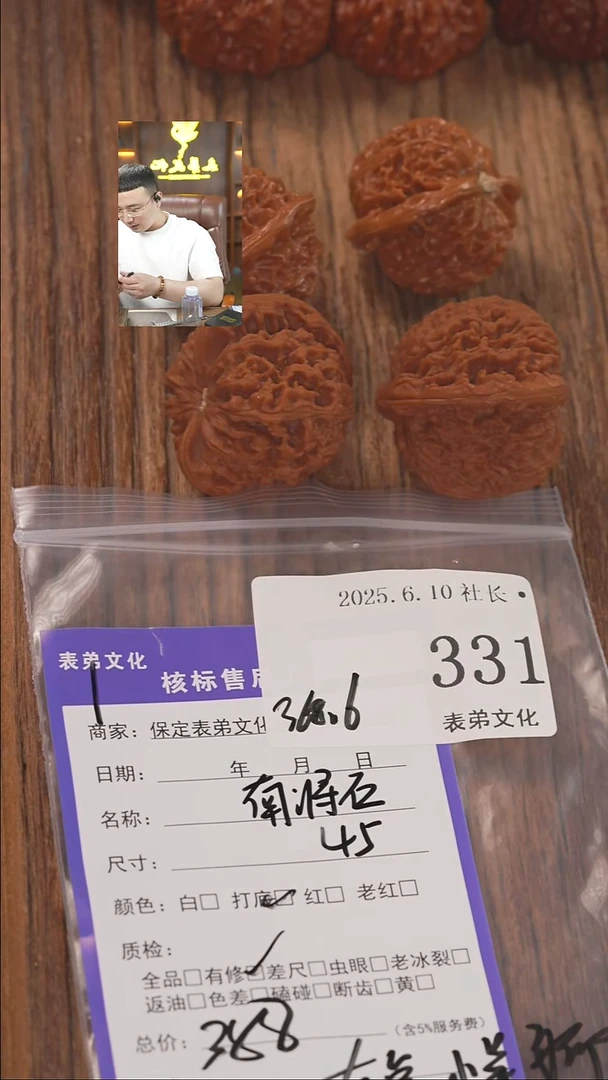 2025.6.10 社长
331
表弟文化
表弟文化
核标售后
商家：保定表弟文化
368.6
日期： 年 月 日
名称： 南将石
尺寸： 45
颜色：白□ 打底☑ 红□ 老红□
质检：
全品□有修☑差尺□虫眼□老冰裂□
返油□色差□磕碰□断齿□黄□
总价： 388 （含5%服务费）